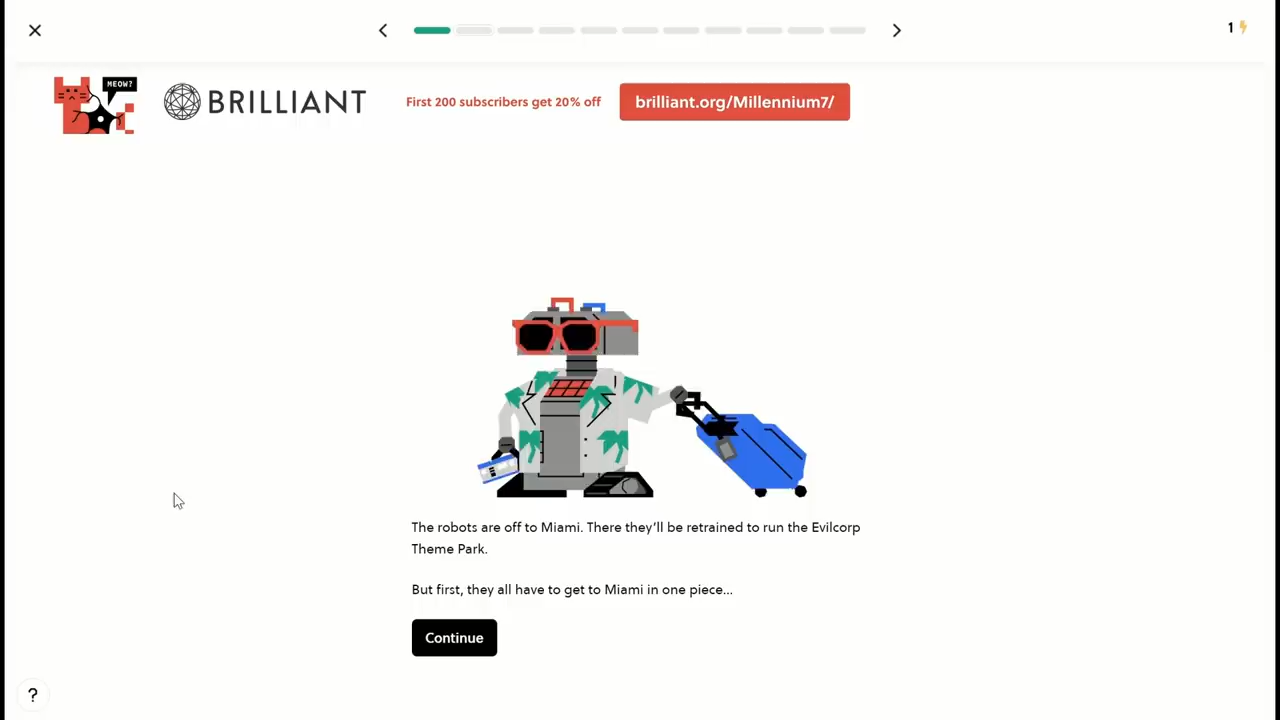 1
MEOW?
BRILLIANT
First 200 subscribers get 20% off
brilliant.org/Millennium7/
The robots are off to Miami. There they’ll be retrained to run the Evilcorp
Theme Park.
But first, they all have to get to Miami in one piece...
Continue
?